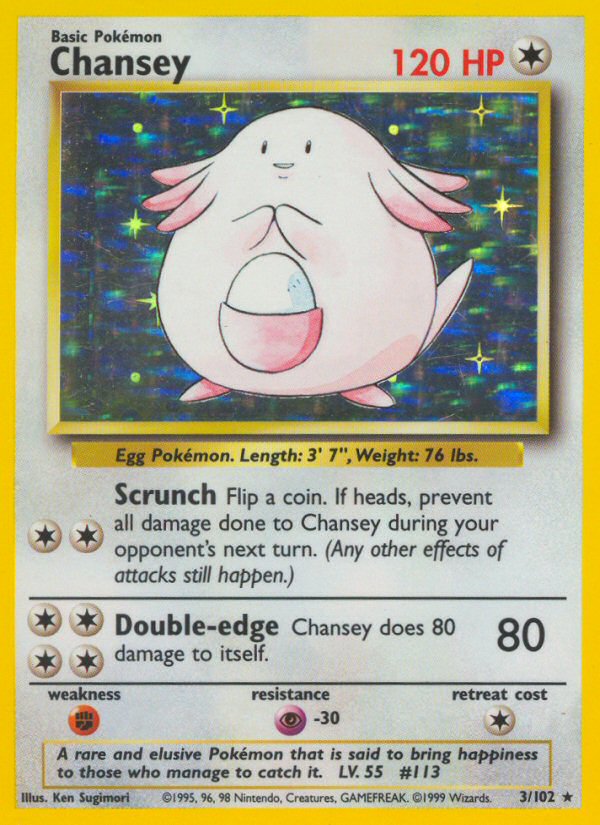 Basic Pokémon
Chansey
120 HP
Egg Pokémon. Length: 3' 7", Weight: 76 lbs.
Scrunch Flip a coin. If heads, prevent
all damage done to Chansey during your
opponent's next turn. (Any other effects of
attacks still happen.)
Double-edge Chansey does 80
damage to itself.
80
weakness
resistance
retreat cost
-30
A rare and elusive Pokémon that is said to bring happiness
to those who manage to catch it. LV. 55 #113
Illus. Ken Sugimori
©1995, 96, 98 Nintendo, Creatures, GAMEFREAK. ©1999 Wizards.
3/102 ★